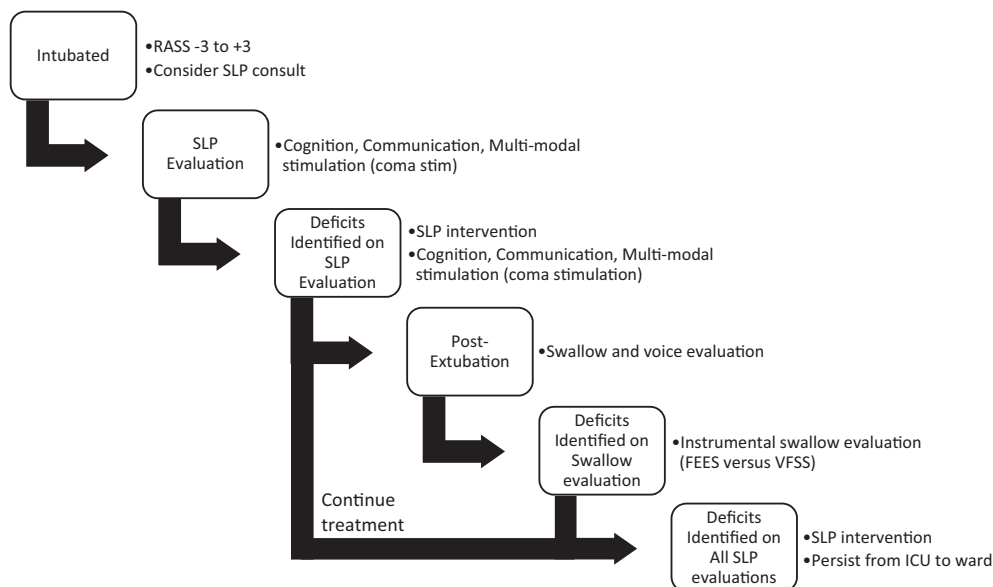 Intubated
•RASS -3 to +3
•Consider SLP consult
SLP
Evaluation
•Cognition, Communication, Multi-modal
stimulation (coma stim)
Deficits
Identified on
SLP
Evaluation
•SLP intervention
•Cognition, Communication, Multi-modal
stimulation (coma stimulation)
Post-
Extubation
•Swallow and voice evaluation
Deficits
Identified on
Swallow
evaluation
•Instrumental swallow evaluation
(FEES versus VFSS)
Continue
treatment
Deficits
Identified on
All SLP
evaluations
•SLP intervention
•Persist from ICU to ward